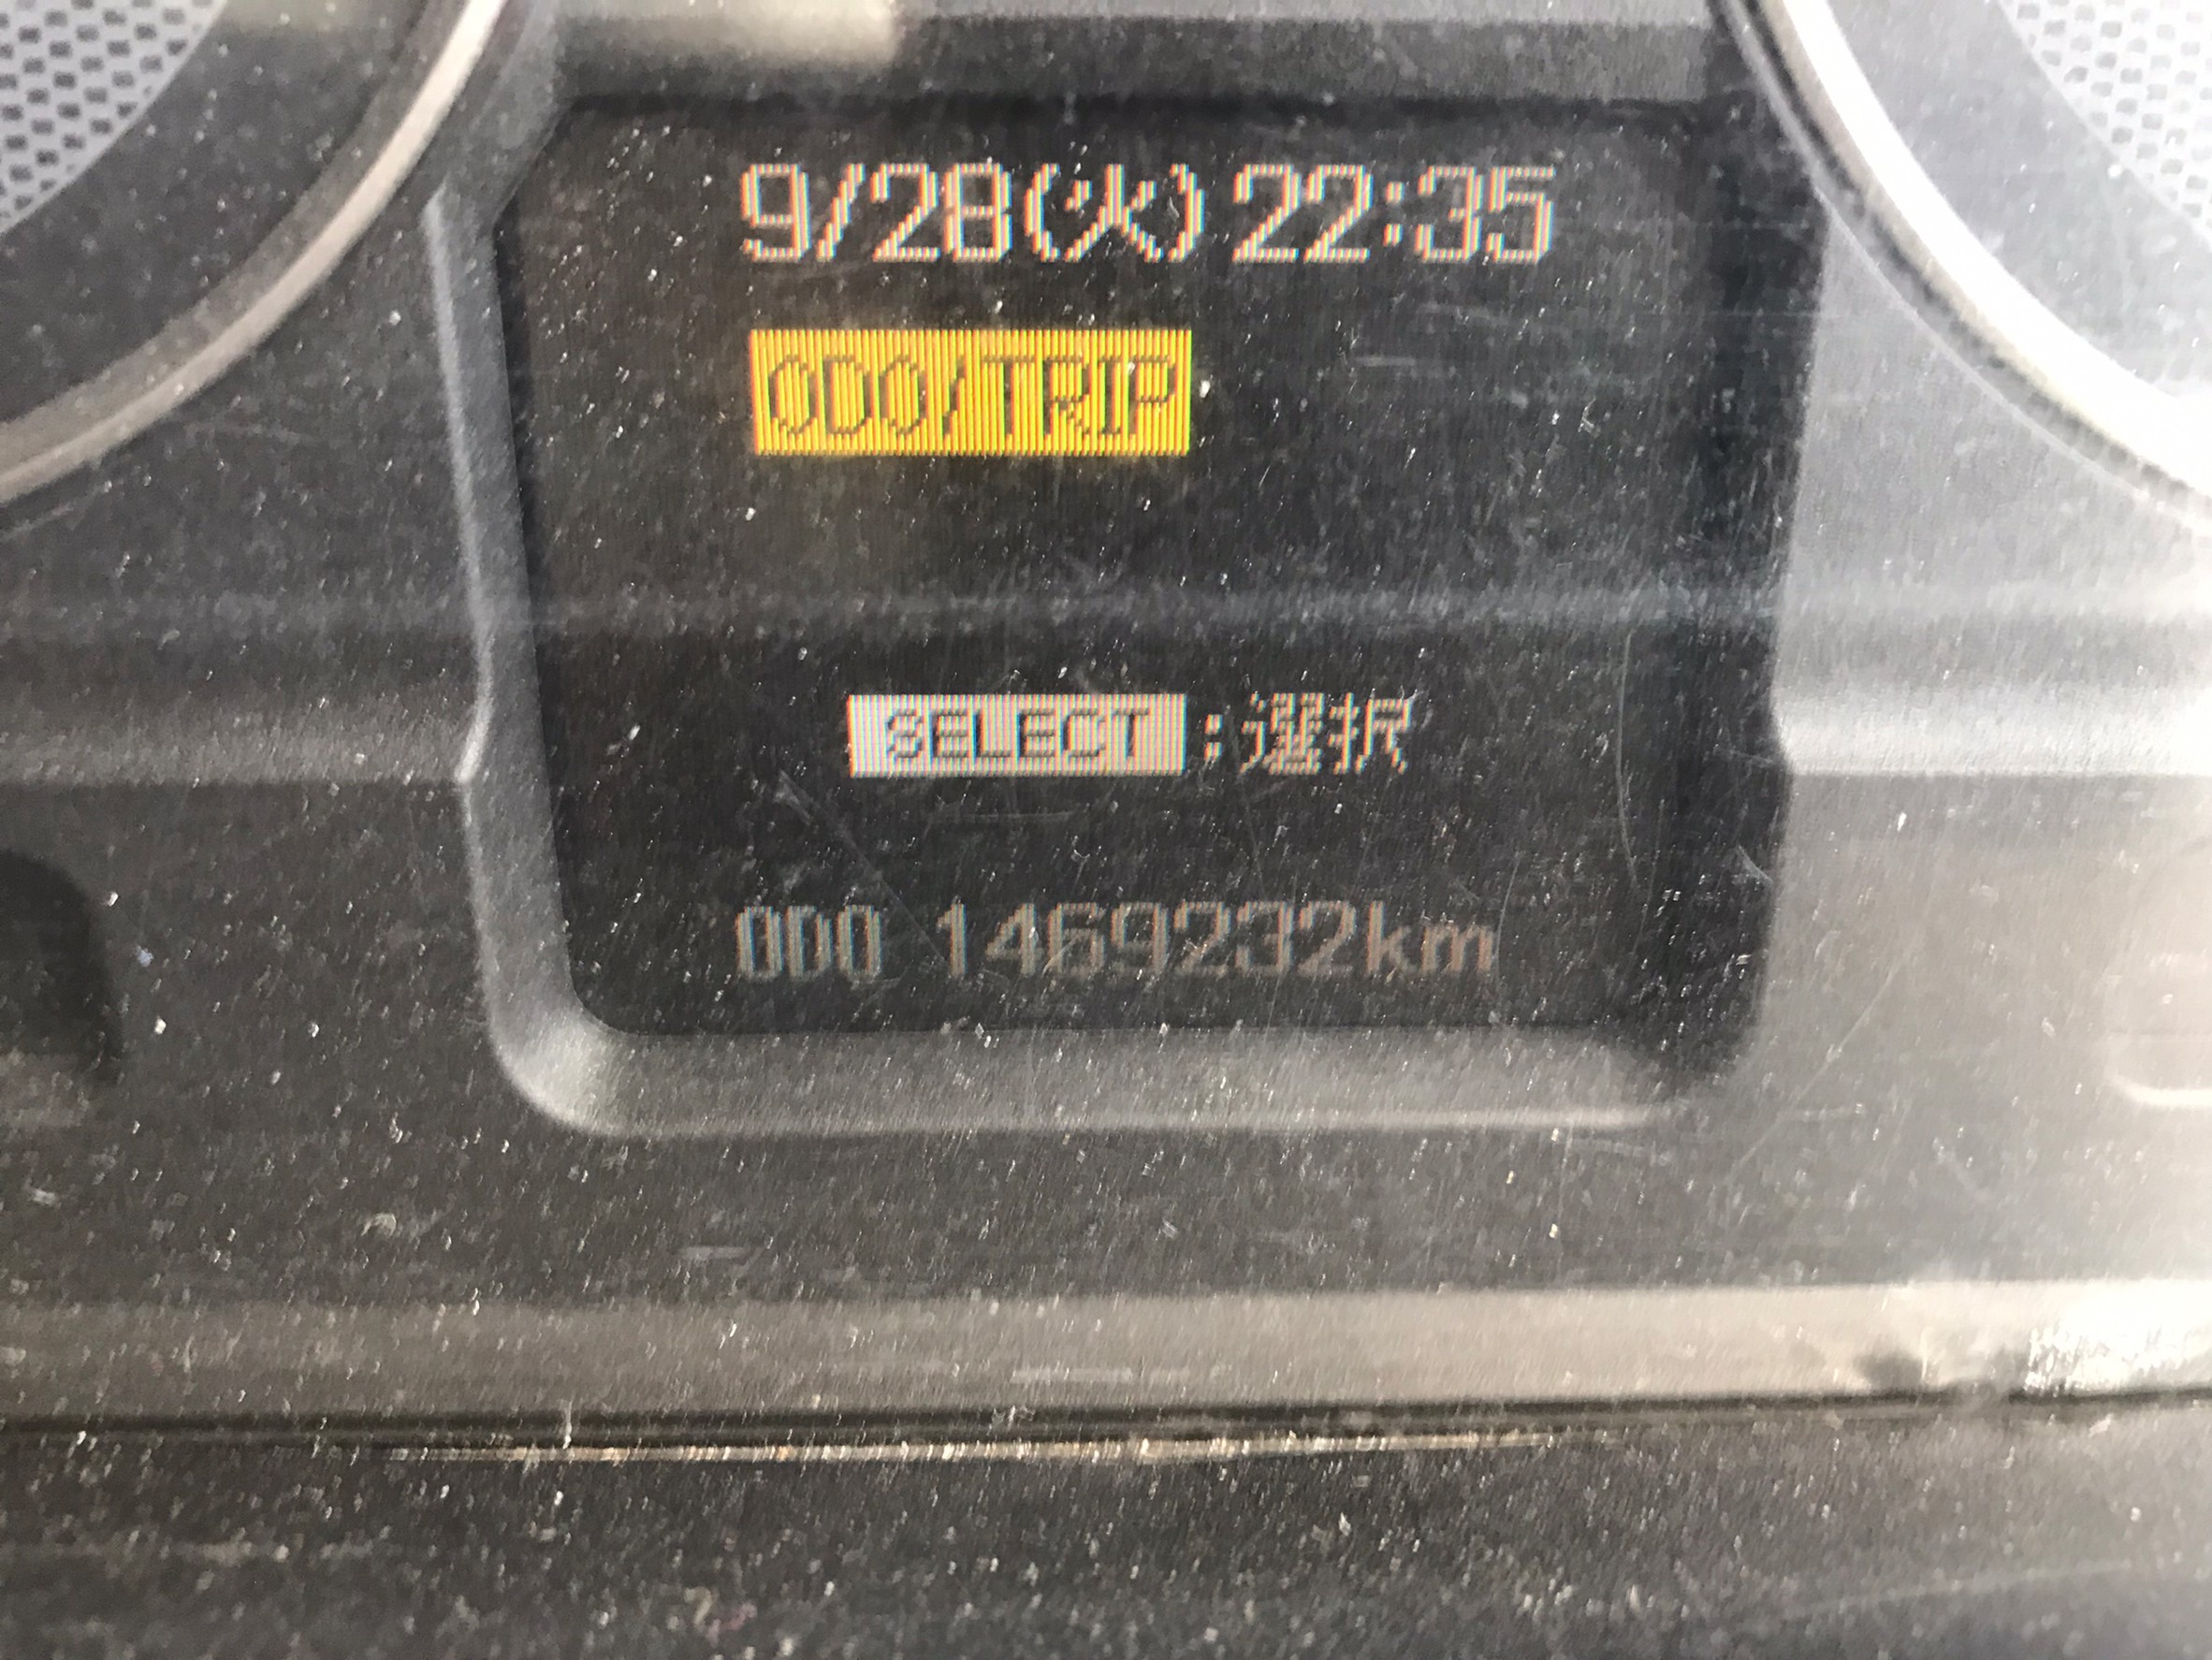 9/28(火) 22:35
ODO/TRIP
SELECT :選択
ODO 1469232km